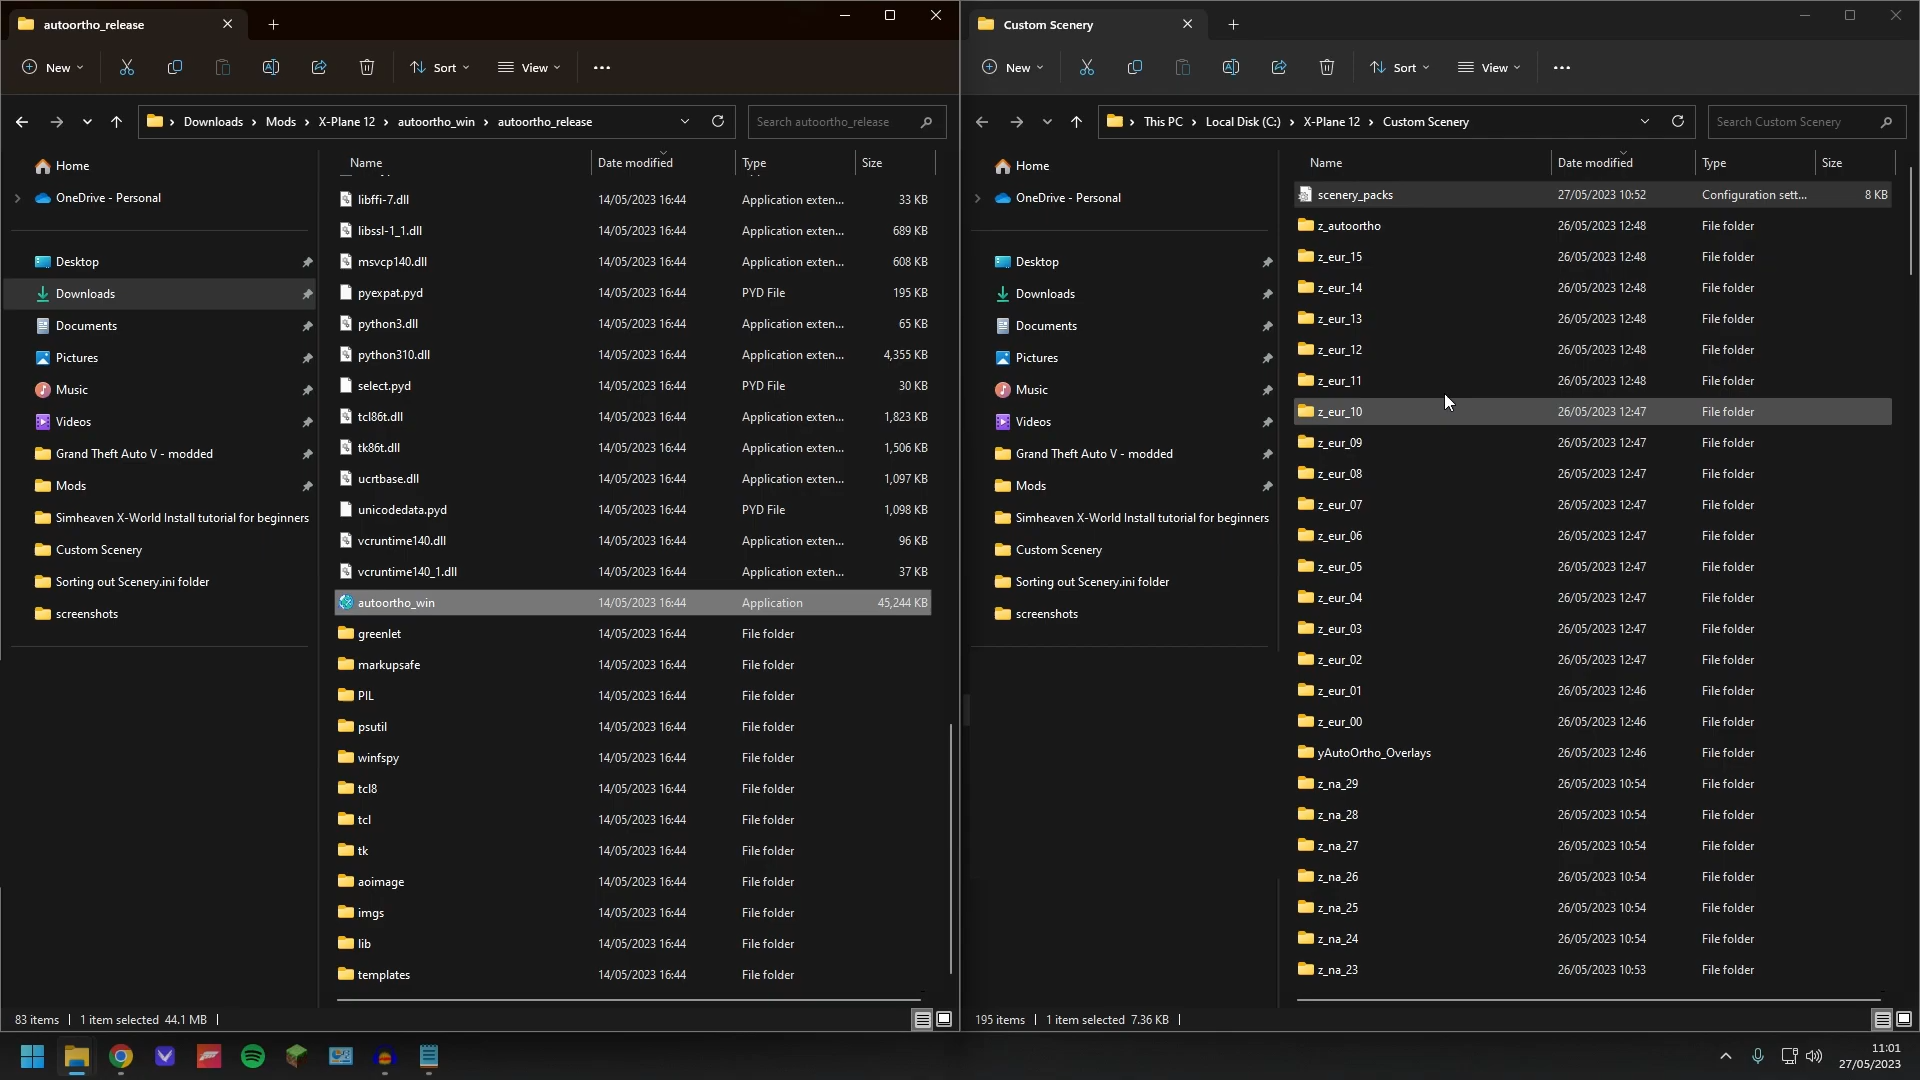 autoortho_release
New
Sort
View
Downloads
Mods
X-Plane 12
autoortho_win
autoortho_release
Search autoortho_release
Home
OneDrive - Personal
Desktop
Downloads
Documents
Pictures
Music
Videos
Grand Theft Auto V - modded
Mods
Simheaven X-World Install tutorial for beginners
Custom Scenery
Sorting out Scenery.ini folder
screenshots
Name Date modified Type Size
libffi-7.dll 14/05/2023 16:44 Application exten... 33 KB
libssl-1_1.dll 14/05/2023 16:44 Application exten... 689 KB
msvcp140.dll 14/05/2023 16:44 Application exten... 608 KB
pyexpat.pyd 14/05/2023 16:44 PYD File 195 KB
python3.dll 14/05/2023 16:44 Application exten... 65 KB
python310.dll 14/05/2023 16:44 Application exten... 4,355 KB
select.pyd 14/05/2023 16:44 PYD File 30 KB
tcl86t.dll 14/05/2023 16:44 Application exten... 1,823 KB
tk86t.dll 14/05/2023 16:44 Application exten... 1,506 KB
ucrtbase.dll 14/05/2023 16:44 Application exten... 1,097 KB
unicodedata.pyd 14/05/2023 16:44 PYD File 1,098 KB
vcruntime140.dll 14/05/2023 16:44 Application exten... 96 KB
vcruntime140_1.dll 14/05/2023 16:44 Application exten... 37 KB
autoortho_win 14/05/2023 16:44 Application 45,244 KB
greenlet 14/05/2023 16:44 File folder
markupsafe 14/05/2023 16:44 File folder
PIL 14/05/2023 16:44 File folder
psutil 14/05/2023 16:44 File folder
winfspy 14/05/2023 16:44 File folder
tcl8 14/05/2023 16:44 File folder
tcl 14/05/2023 16:44 File folder
tk 14/05/2023 16:44 File folder
aoimage 14/05/2023 16:44 File folder
imgs 14/05/2023 16:44 File folder
lib 14/05/2023 16:44 File folder
templates 14/05/2023 16:44 File folder
83 items 1 item selected 44.1 MB
Custom Scenery
New
Sort
View
This PC
Local Disk (C:)
X-Plane 12
Custom Scenery
Search Custom Scenery
Home
OneDrive - Personal
Desktop
Downloads
Documents
Pictures
Music
Videos
Grand Theft Auto V - modded
Mods
Simheaven X-World Install tutorial for beginners
Custom Scenery
Sorting out Scenery.ini folder
screenshots
Name Date modified Type Size
scenery_packs 27/05/2023 10:52 Configuration sett... 8 KB
z_autoortho 26/05/2023 12:48 File folder
z_eur_15 26/05/2023 12:48 File folder
z_eur_14 26/05/2023 12:48 File folder
z_eur_13 26/05/2023 12:48 File folder
z_eur_12 26/05/2023 12:48 File folder
z_eur_11 26/05/2023 12:48 File folder
z_eur_10 26/05/2023 12:47 File folder
z_eur_09 26/05/2023 12:47 File folder
z_eur_08 26/05/2023 12:47 File folder
z_eur_07 26/05/2023 12:47 File folder
z_eur_06 26/05/2023 12:47 File folder
z_eur_05 26/05/2023 12:47 File folder
z_eur_04 26/05/2023 12:47 File folder
z_eur_03 26/05/2023 12:47 File folder
z_eur_02 26/05/2023 12:47 File folder
z_eur_01 26/05/2023 12:46 File folder
z_eur_00 26/05/2023 12:46 File folder
yAutoOrtho_Overlays 26/05/2023 12:46 File folder
z_na_29 26/05/2023 10:54 File folder
z_na_28 26/05/2023 10:54 File folder
z_na_27 26/05/2023 10:54 File folder
z_na_26 26/05/2023 10:54 File folder
z_na_25 26/05/2023 10:54 File folder
z_na_24 26/05/2023 10:54 File folder
z_na_23 26/05/2023 10:53 File folder
195 items 1 item selected 7.36 KB
11:01
27/05/2023